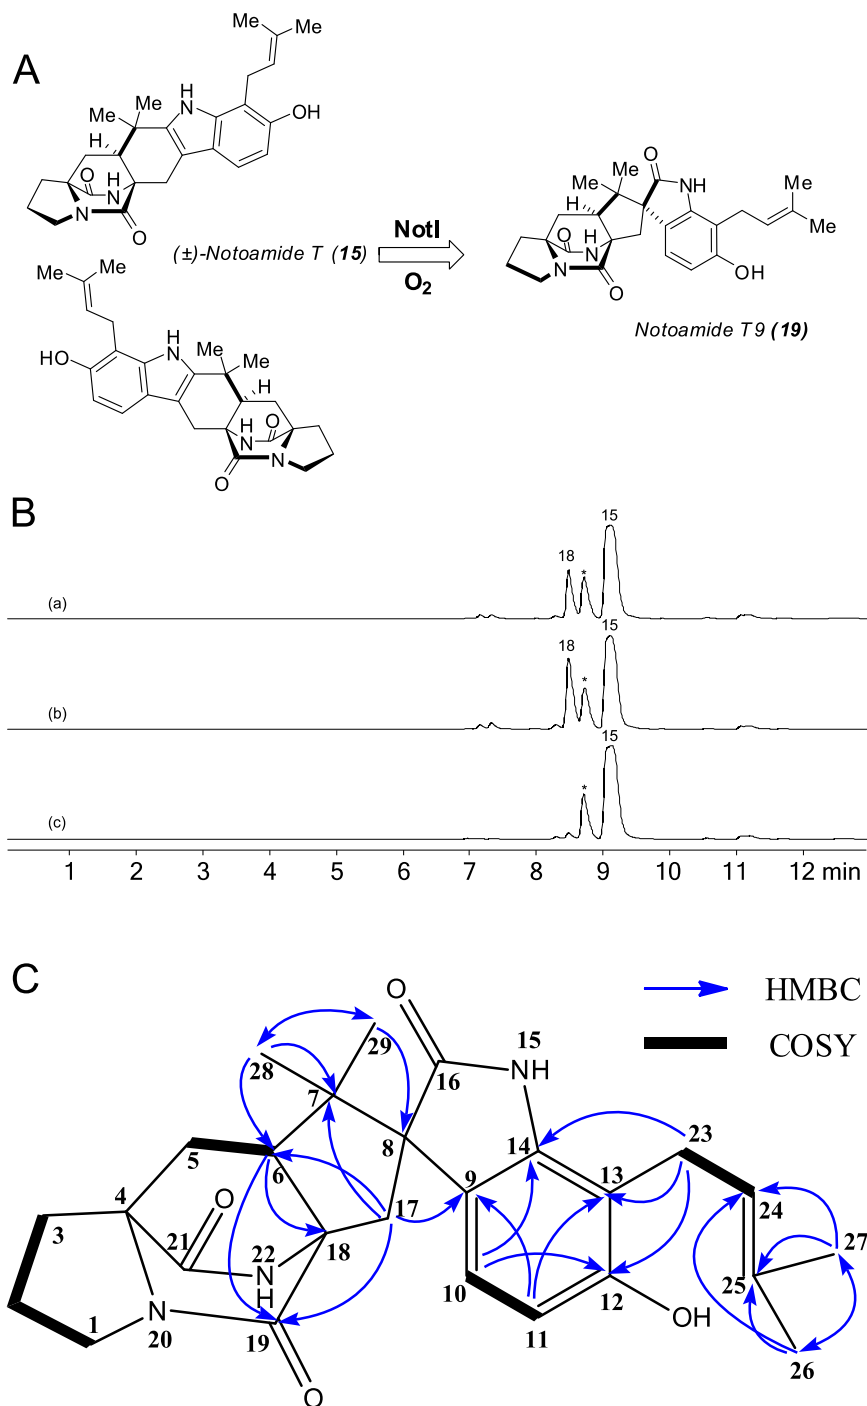 A
Me
Me
H
N
OH
Me
Me
H
O
H
N
N
O
(±)-Notoamide T (15)
NotI
O2
O
NH
Me
Me
H
Me
Me
O
H
N
N
O
OH
Notoamide T9 (19)
Me
Me
HO
H
N
Me
Me
H
H
N
O
N
O
B
15
18
*
(a)
15
18
*
(b)
15
*
(c)
1 2 3 4 5 6 7 8 9 10 11 12 min
C
HMBC
COSY
O
15
NH
29
28
16
7
23
5
8
14
13
6
O
4
9
24
17
3
21
22
18
27
N
H
25
10
12
1
N
20
OH
11
19
26
O